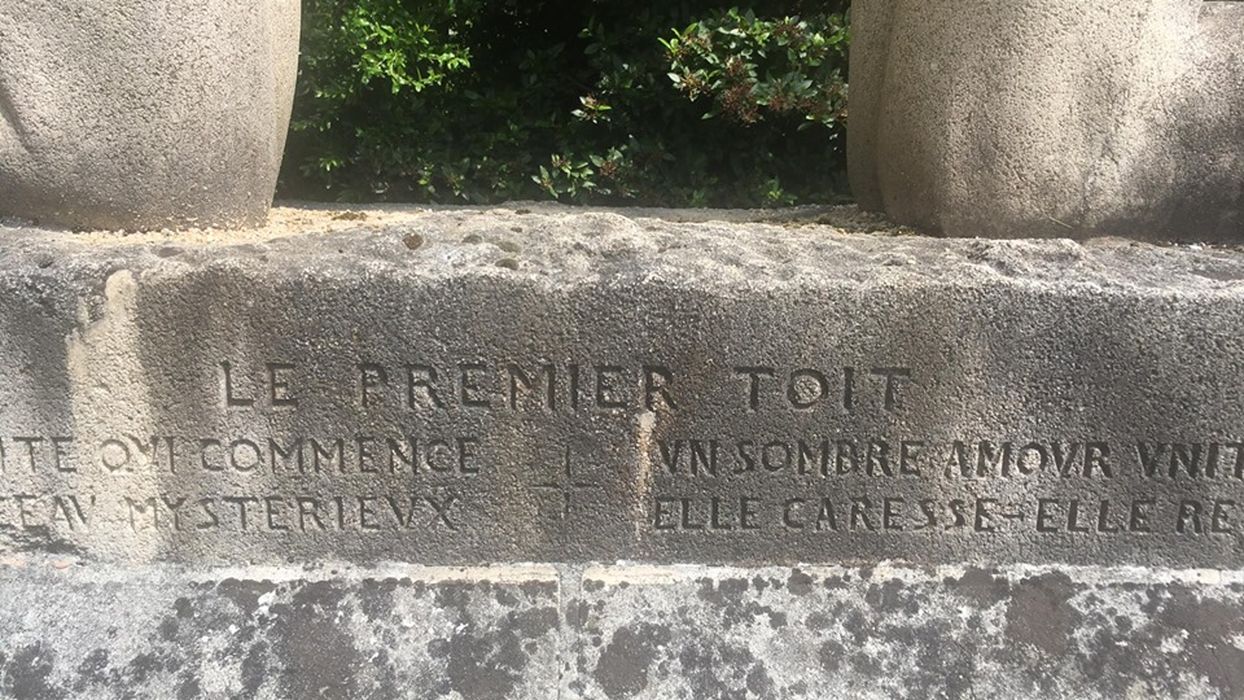 LE PREMIER TOIT
ITE QVI COMMENCE VN SOMBRE AMOVR VNIT
EAV MYSTERIEVX ELLE CARESSE ELLE RE